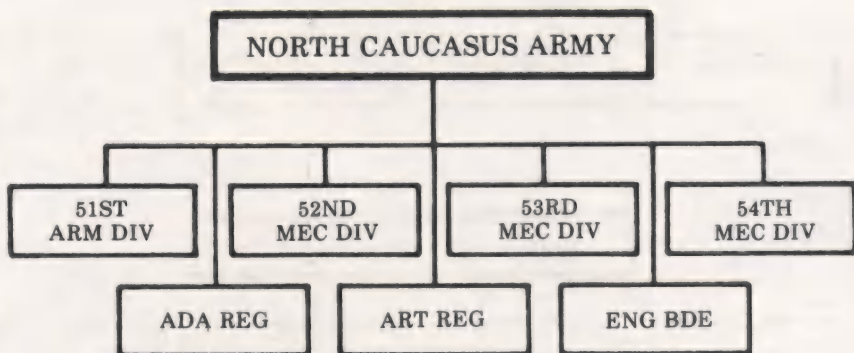 NORTH CAUCASUS ARMY
51ST
ARM DIV
52ND
MEC DIV
53RD
MEC DIV
54TH
MEC DIV
ADA REG
ART REG
ENG BDE